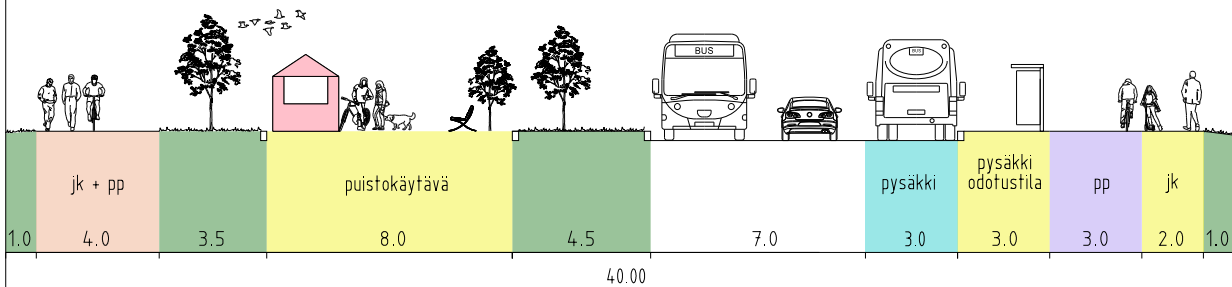 BUS
BUS
jk + pp
puistokäytävä
pysäkki
pysäkki
odotustila
pp
jk
1.0
4.0
3.5
8.0
4.5
7.0
3.0
3.0
3.0
2.0
1.0
40.00